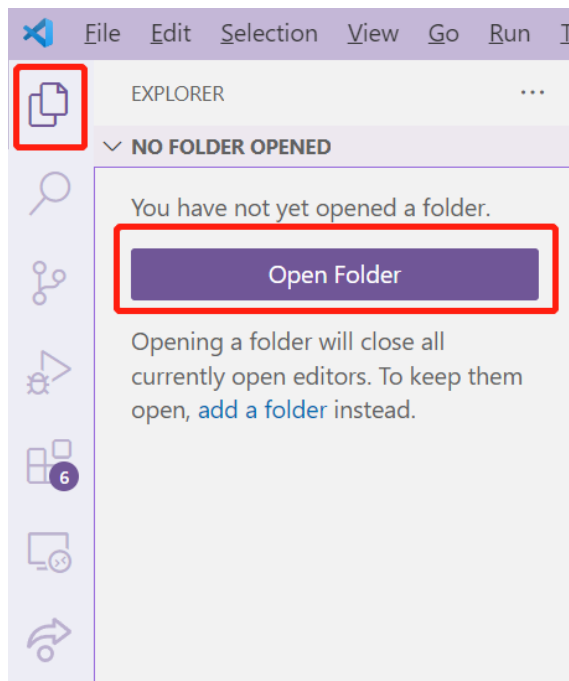 File Edit Selection View Go Run
EXPLORER ...
NO FOLDER OPENED
You have not yet opened a folder.
Open Folder
Opening a folder will close all
currently open editors. To keep them
open, add a folder instead.
6